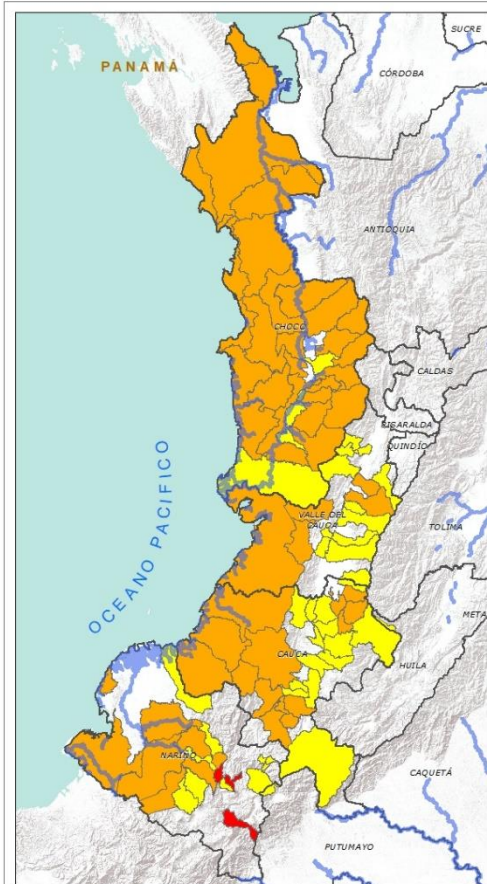 SUCRE
PANAMÁ
CÓRDOBA
ANTIOQUIA
CHOCÓ
CALDAS
RISARALDA
QUINDÍO
OCEANO PACÍFICO
VALLE DEL
CAUCA
TOLIMA
META
CAUCA
HUILA
NARIÑO
CAQUETÁ
PUTUMAYO